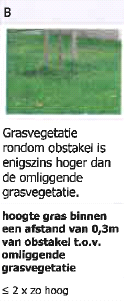 B
Grasvegetatie
rondom obstakel is
enigszins hoger dan
de omliggende
grasvegetatie.
hoogte gras binnen
een afstand van 0,3m
van obstakel t.o.v.
omliggende
grasvegetatie
≤ 2 x zo hoog